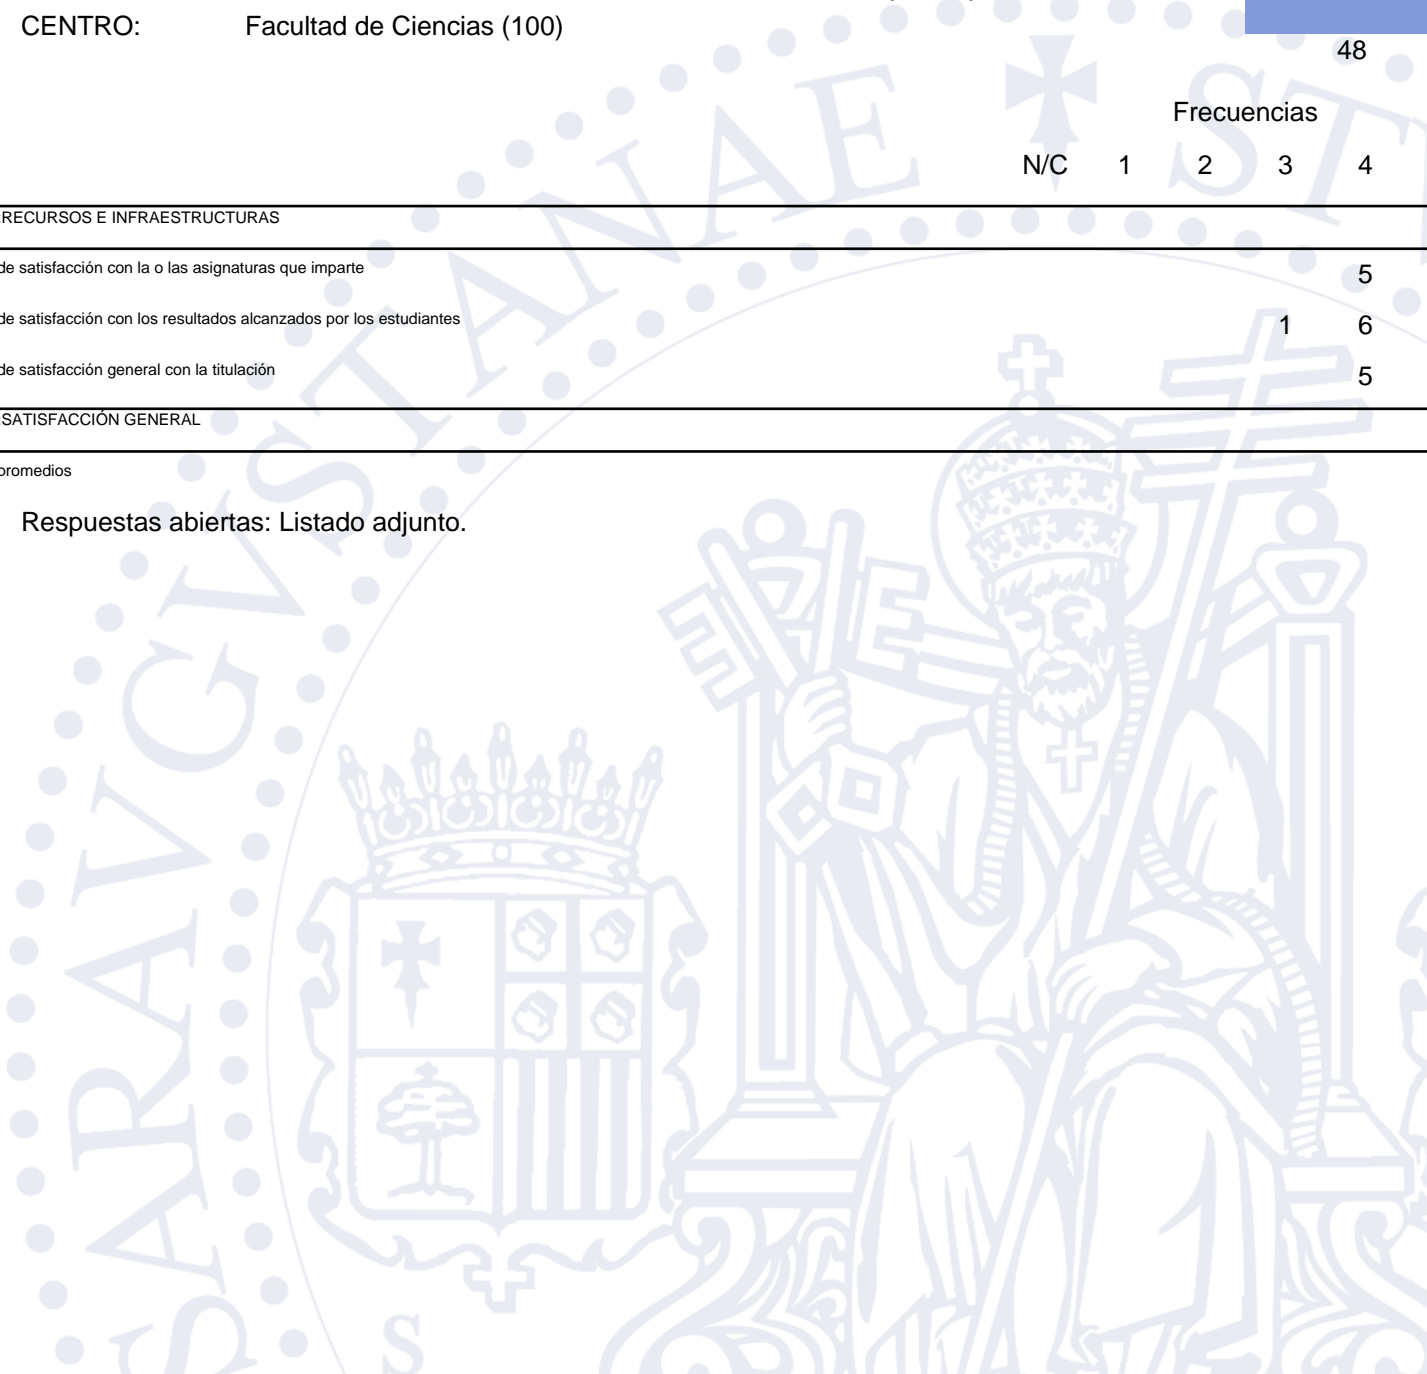 CENTRO: Facultad de Ciencias (100)
48
Frecuencias
N/C 1 2 3 4
RECURSOS E INFRAESTRUCTURAS
de satisfacción con la o las asignaturas que imparte 5
de satisfacción con los resultados alcanzados por los estudiantes 1 6
de satisfacción general con la titulación 5
SATISFACCIÓN GENERAL
promedios
Respuestas abiertas: Listado adjunto.